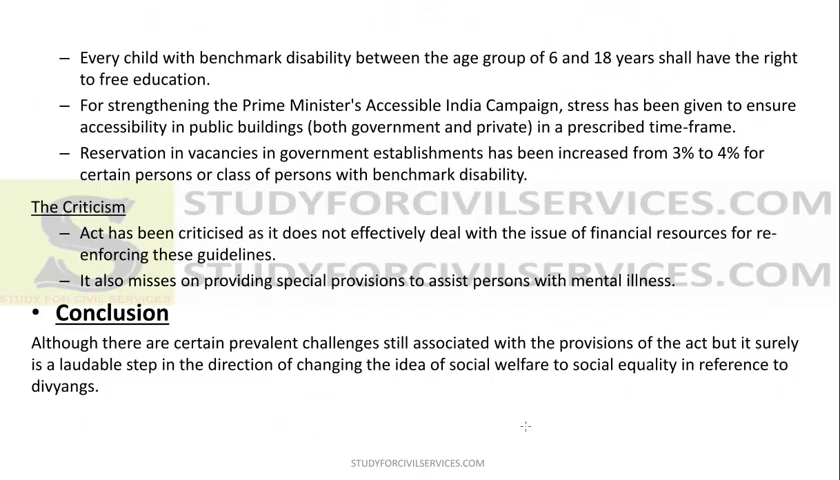 – Every child with benchmark disability between the age group of 6 and 18 years shall have the right
to free education.
– For strengthening the Prime Minister's Accessible India Campaign, stress has been given to ensure
accessibility in public buildings (both government and private) in a prescribed time-frame.
– Reservation in vacancies in government establishments has been increased from 3% to 4% for
certain persons or class of persons with benchmark disability.
STUDYFORCIVILSERVICES.COM
The Criticism
– Act has been criticised as it does not effectively deal with the issue of financial resources for re-
enforcing these guidelines.
STUDYFORCIVILSERVICES.COM
– It also misses on providing special provisions to assist persons with mental illness.
STUDY FOR CIVIL SERVICES
• Conclusion
Although there are certain prevalent challenges still associated with the provisions of the act but it surely
is a laudable step in the direction of changing the idea of social welfare to social equality in reference to
divyangs.
STUDYFORCIVILSERVICES.COM